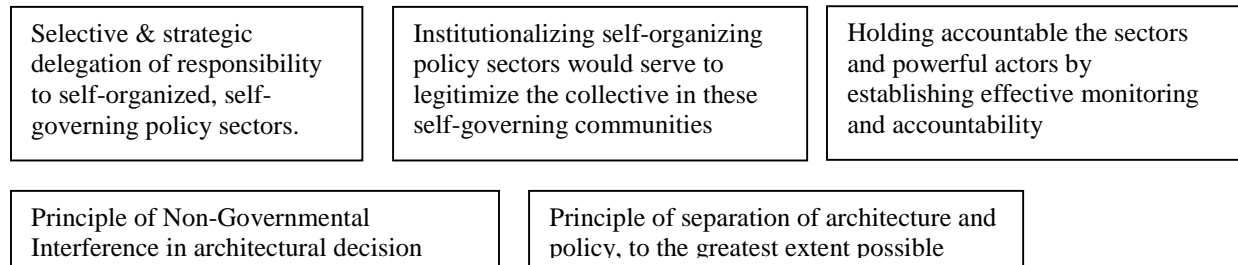 Selective & strategic
delegation of responsibility
to self-organized, self-
governing policy sectors.
Institutionalizing self-organizing
policy sectors would serve to
legitimize the collective in these
self-governing communities
Holding accountable the sectors
and powerful actors by
establishing effective monitoring
and accountability
Principle of Non-Governmental
Interference in architectural decision
Principle of separation of architecture and
policy, to the greatest extent possible